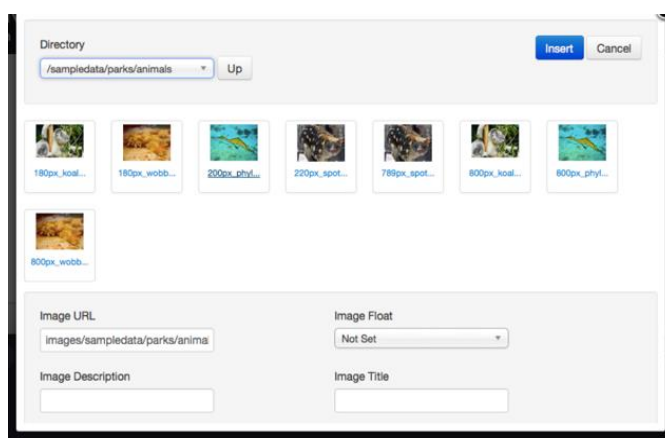 Directory
Insert
Cancel
/sampledata/parks/animals
Up
180px_koal...
180px_wobb...
200px_phyl...
220px_spot...
789px_spot...
800px_koal...
800px_phyl...
800px_wobb...
Image URL
Image Float
images/sampledata/parks/animal
Not Set
Image Description
Image Title